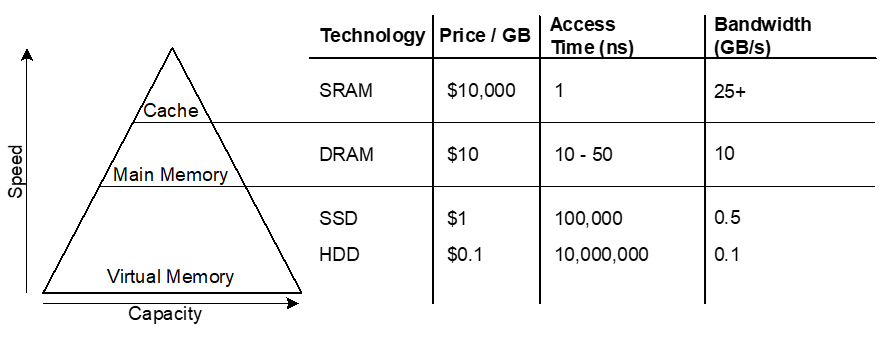 Technology Price / GB Access Time (ns) Bandwidth (GB/s)
Speed
Cache
SRAM $10,000 1 25+
Main Memory
DRAM $10 10 - 50 10
SSD $1 100,000 0.5
HDD $0.1 10,000,000 0.1
Virtual Memory
Capacity